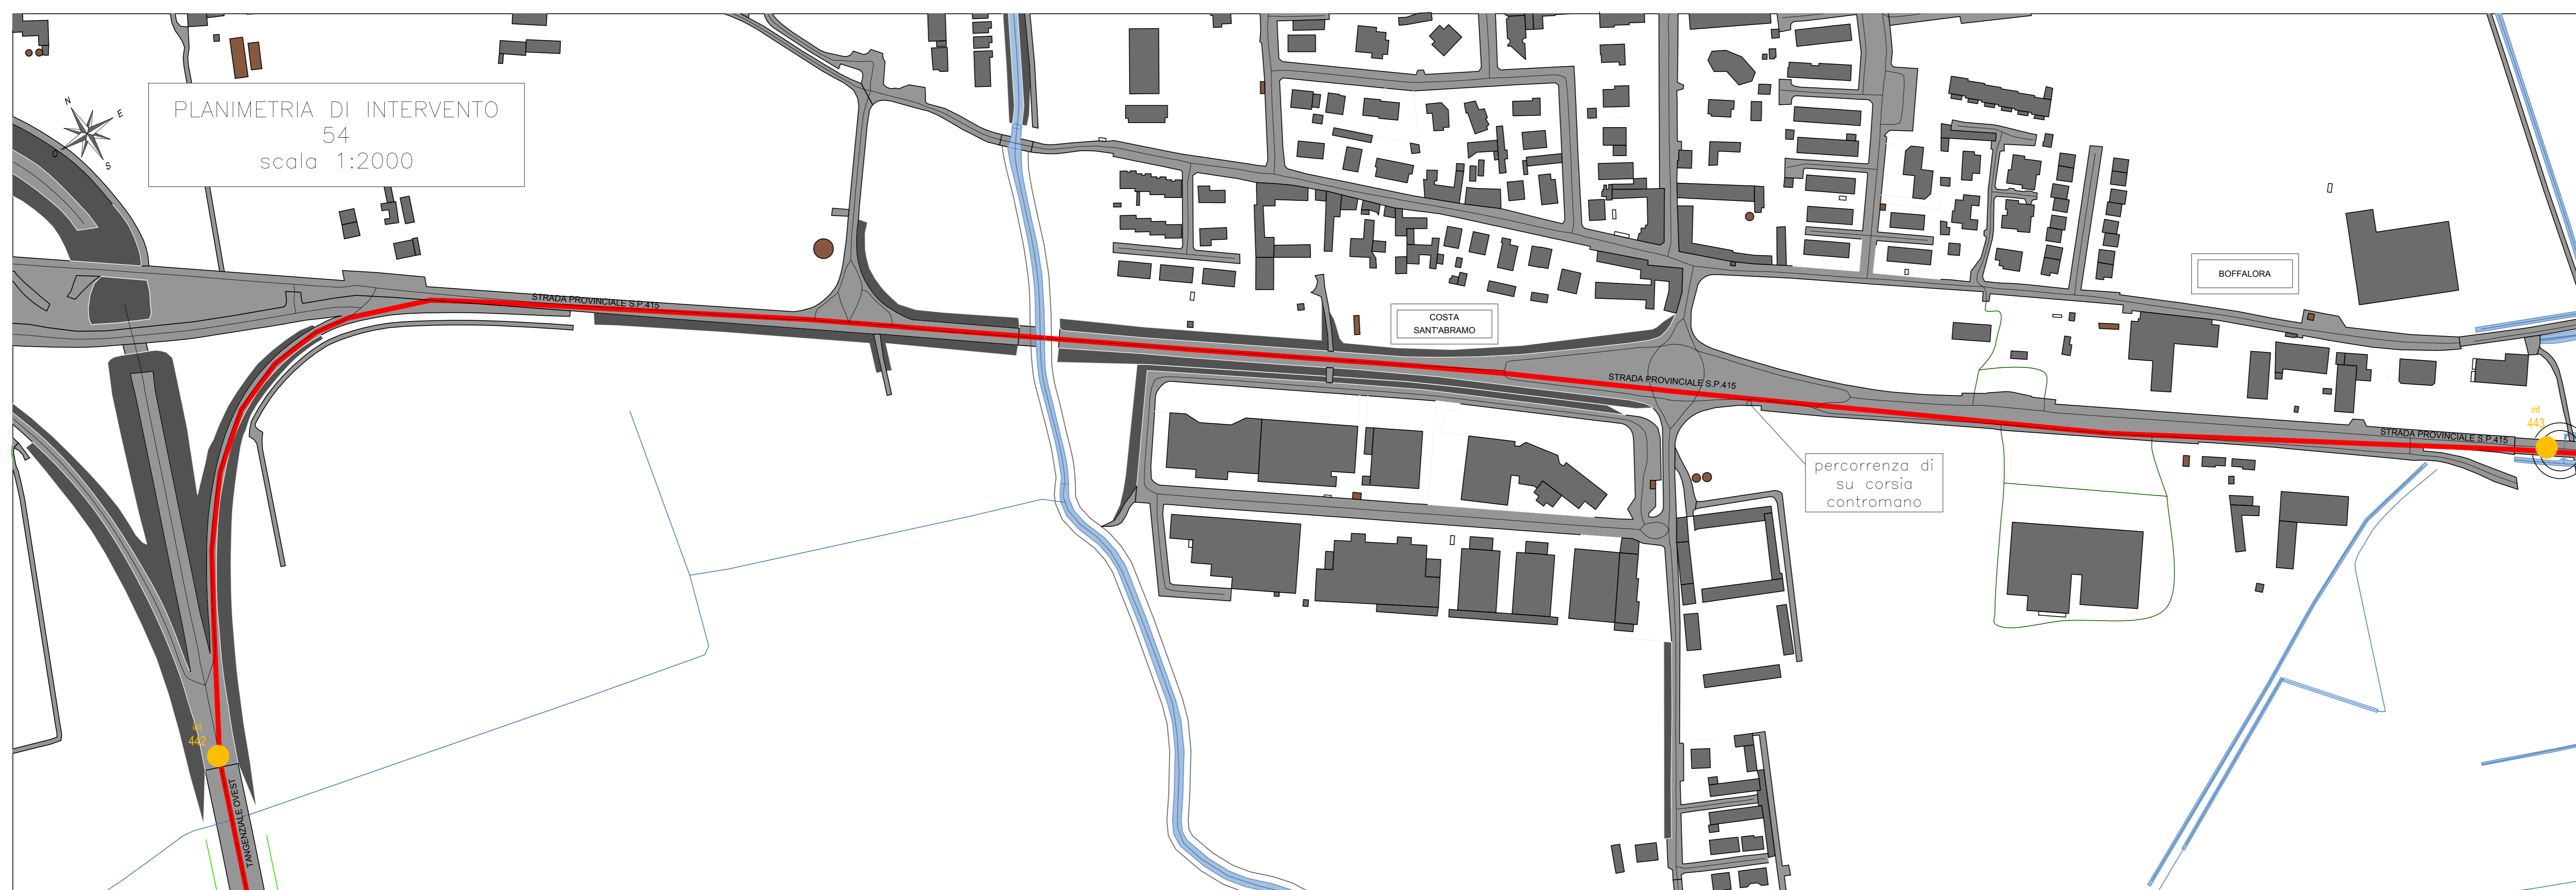 PLANIMETRIA DI INTERVENTO
54
scala 1:2000
N
E
O
S
STRADA PROVINCIALE S.P.415
COSTA
SANT'ABRAMO
STRADA PROVINCIALE S.P.415
BOFFALORA
percorrenza di
su corsia
contromano
STRADA PROVINCIALE S.P.415
int
443
int
442
TANGENZIALE OVEST